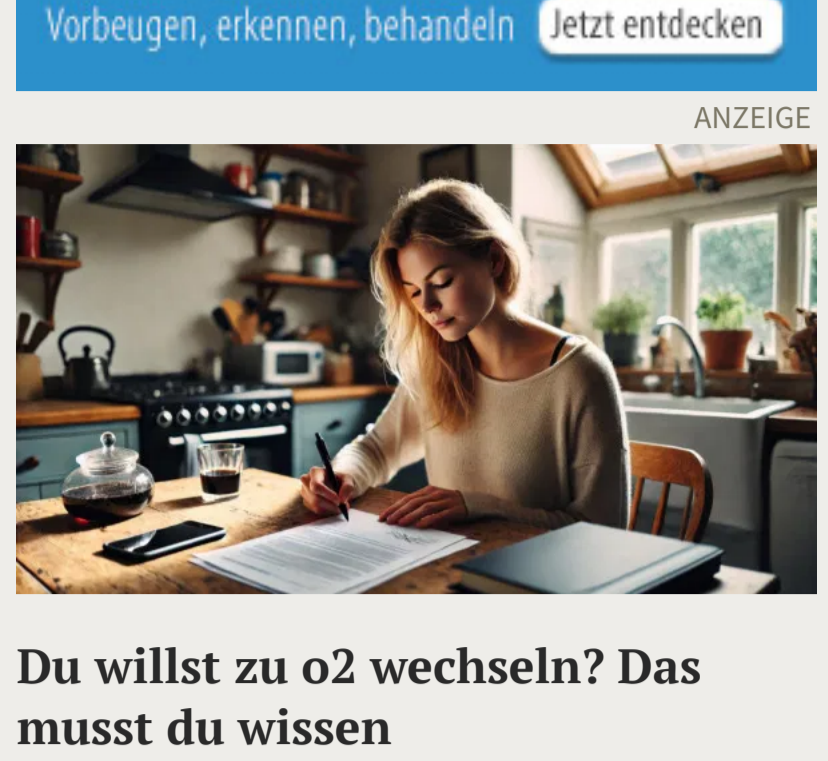 Vorbeugen, erkennen, behandeln
Jetzt entdecken
ANZEIGE
Du willst zu o2 wechseln? Das
musst du wissen